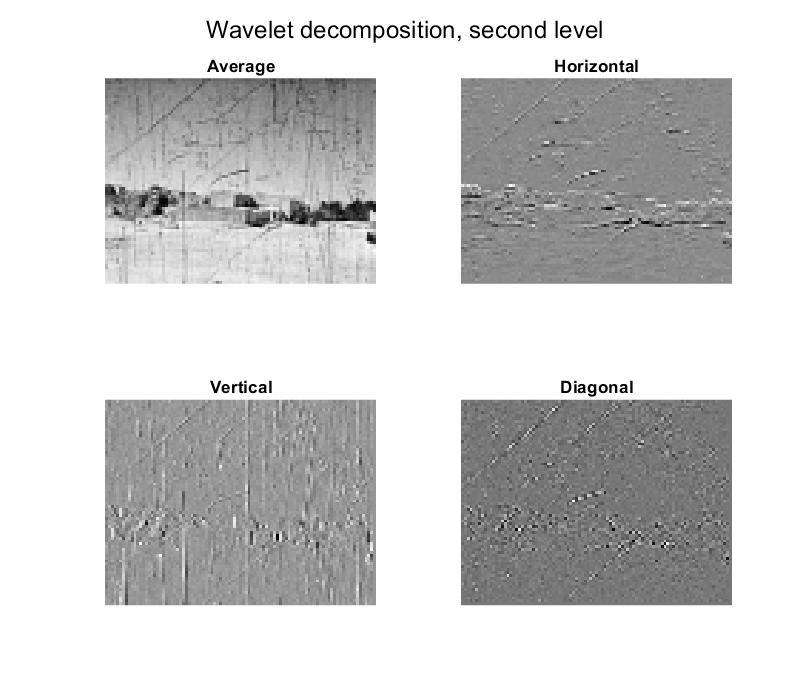 Wavelet decomposition, second level
Average
Horizontal
Vertical
Diagonal